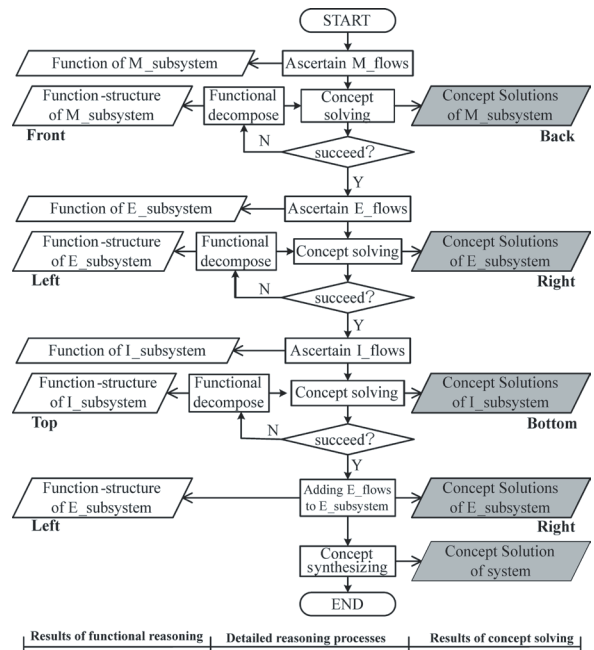 START
Function of M_subsystem
Ascertain M_flows
Function-structure
of M_subsystem
Front
Functional
decompose
Concept
solving
Concept Solutions
of M_subsystem
Back
N
succeed?
Y
Function of E_subsystem
Ascertain E_flows
Function-structure
of E_subsystem
Left
Functional
decompose
Concept solving
Concept Solutions
of E_subsystem
Right
N
succeed?
Y
Function of I_subsystem
Ascertain I_flows
Function-structure
of I_subsystem
Top
Functional
decompose
Concept solving
Concept Solutions
of I_subsystem
Bottom
N
succeed?
Y
Function-structure
of E_subsystem
Left
Adding E_flows
to E_subsystem
Concept Solutions
of E_subsystem
Right
Concept
synthesizing
Concept Solution
of system
END
Results of functional reasoning
Detailed reasoning processes
Results of concept solving